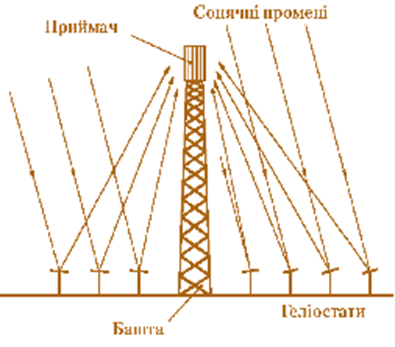 Сонячні промені
Приймач
Геліостати
Башта